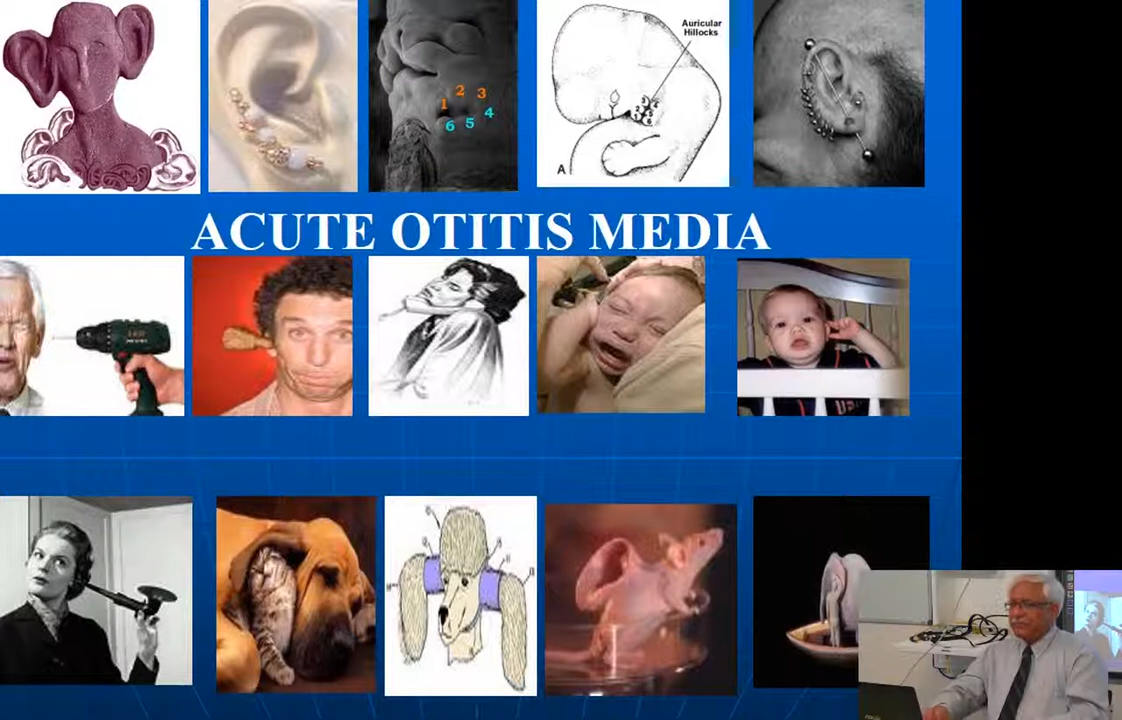 Auricular
Hillocks
1 2 3
6 5 4
A
ACUTE OTITIS MEDIA